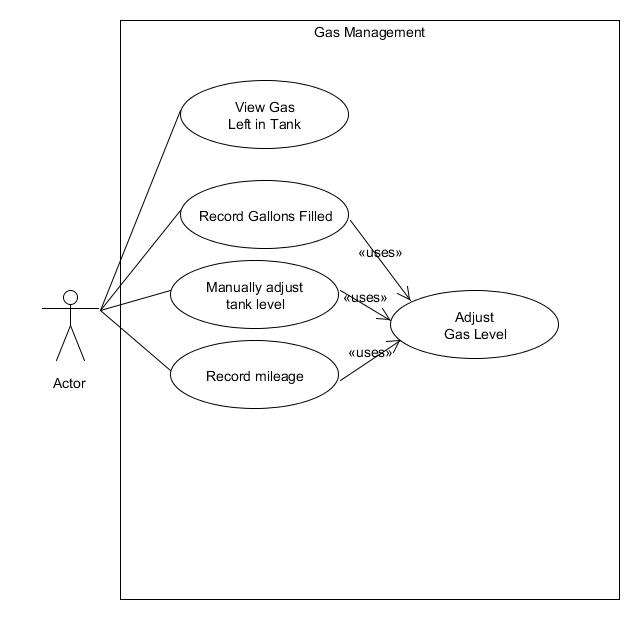 Gas Management
View Gas
Left in Tank
Record Gallons Filled
«uses»
Manually adjust
tank level
«uses»
Adjust
Gas Level
«uses»
Record mileage
Actor